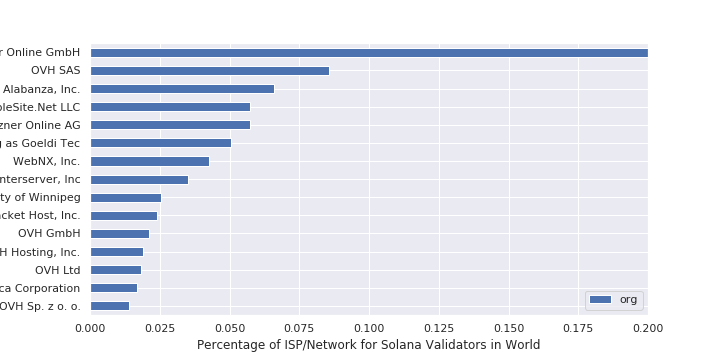 r Online GmbH
OVH SAS
Alabanza, Inc.
leSite.Net LLC
zner Online AG
g as Goeldi Tec
WebNX, Inc.
nterserver, Inc
ty of Winnipeg
acket Host, Inc.
OVH GmbH
H Hosting, Inc.
OVH Ltd
ca Corporation
OVH Sp. z o. o.
org
0.000 0.025 0.050 0.075 0.100 0.125 0.150 0.175 0.200
Percentage of ISP/Network for Solana Validators in World